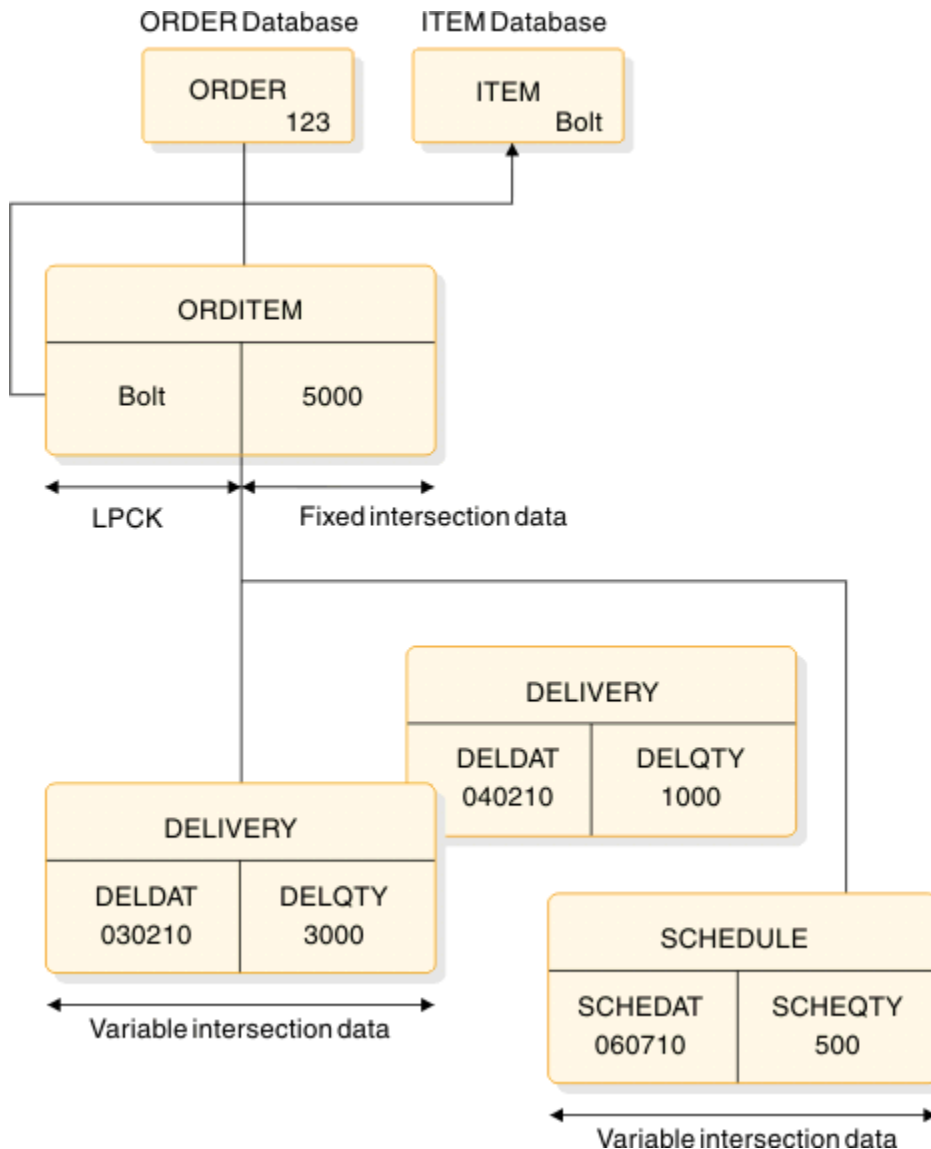 ORDER Database
ITEM Database
ORDER
123
ITEM
Bolt
ORDITEM
Bolt
5000
LPCK
Fixed intersection data
DELIVERY
DELDAT
040210
DELQTY
1000
DELIVERY
DELDAT
030210
DELQTY
3000
Variable intersection data
SCHEDULE
SCHEDAT
060710
SCHEQTY
500
Variable intersection data